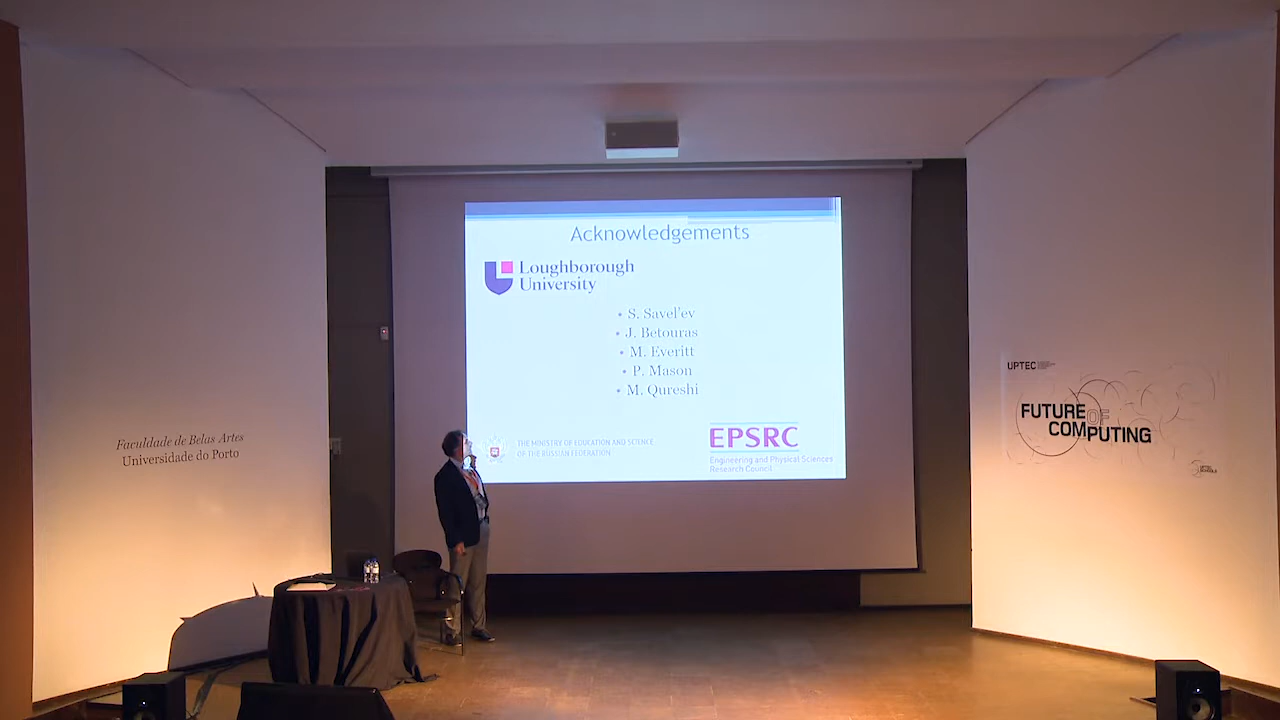 Acknowledgements
Loughborough
University
• S. Savel'ev
• J. Betouras
• M. Everitt
• P. Mason
• M. Qureshi
THE MINISTRY OF EDUCATION AND SCIENCE
OF THE RUSSIAN FEDERATION
EPSRC
Engineering and Physical Sciences
Research Council
Faculdade de Belas Artes
Universidade do Porto
UPTEC
FUTURE OF
COMPUTING